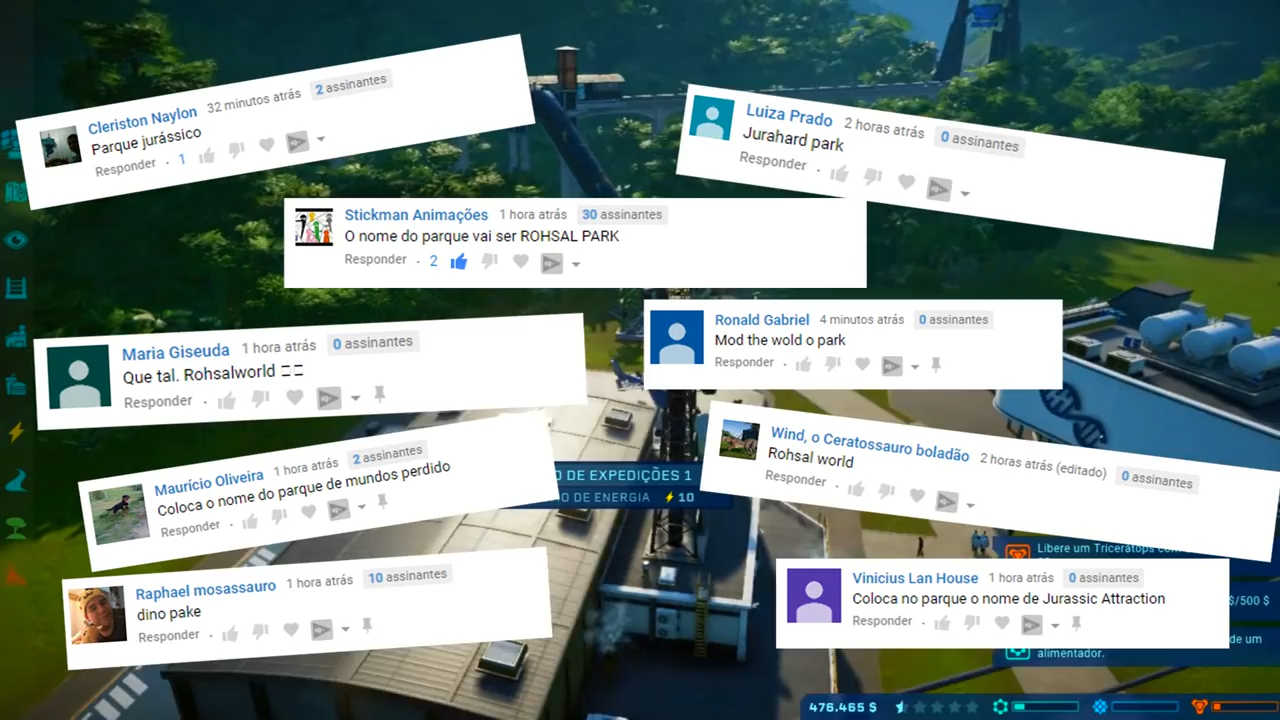 Cleriston Naylon 32 minutos atrás 2 assinantes
Parque jurássico
Responder · 1
Luiza Prado 2 horas atrás 0 assinantes
Jurahard park
Responder ·
Stickman Animações 1 hora atrás 30 assinantes
O nome do parque vai ser ROHSAL PARK
Responder · 2
Maria Giseuda 1 hora atrás 0 assinantes
Que tal. Rohsalworld
Responder ·
Ronald Gabriel 4 minutos atrás 0 assinantes
Mod the wold o park
Responder ·
Maurício Oliveira 1 hora atrás 2 assinantes
Coloca o nome do parque de mundos perdido
Responder ·
Wind, o Ceratossauro boladão 2 horas atrás (editado) 0 assinantes
Rohsal world
Responder ·
O DE EXPEDIÇÕES 1
DO DE ENERGIA 10
Raphael mosassauro 1 hora atrás 10 assinantes
dino pake
Responder ·
Libere um Triceratops
Vinicius Lan House 1 hora atrás 0 assinantes
Coloca no parque o nome de Jurassic Attraction
Responder ·
$/500 $
de um
alimentador.
476.465 $